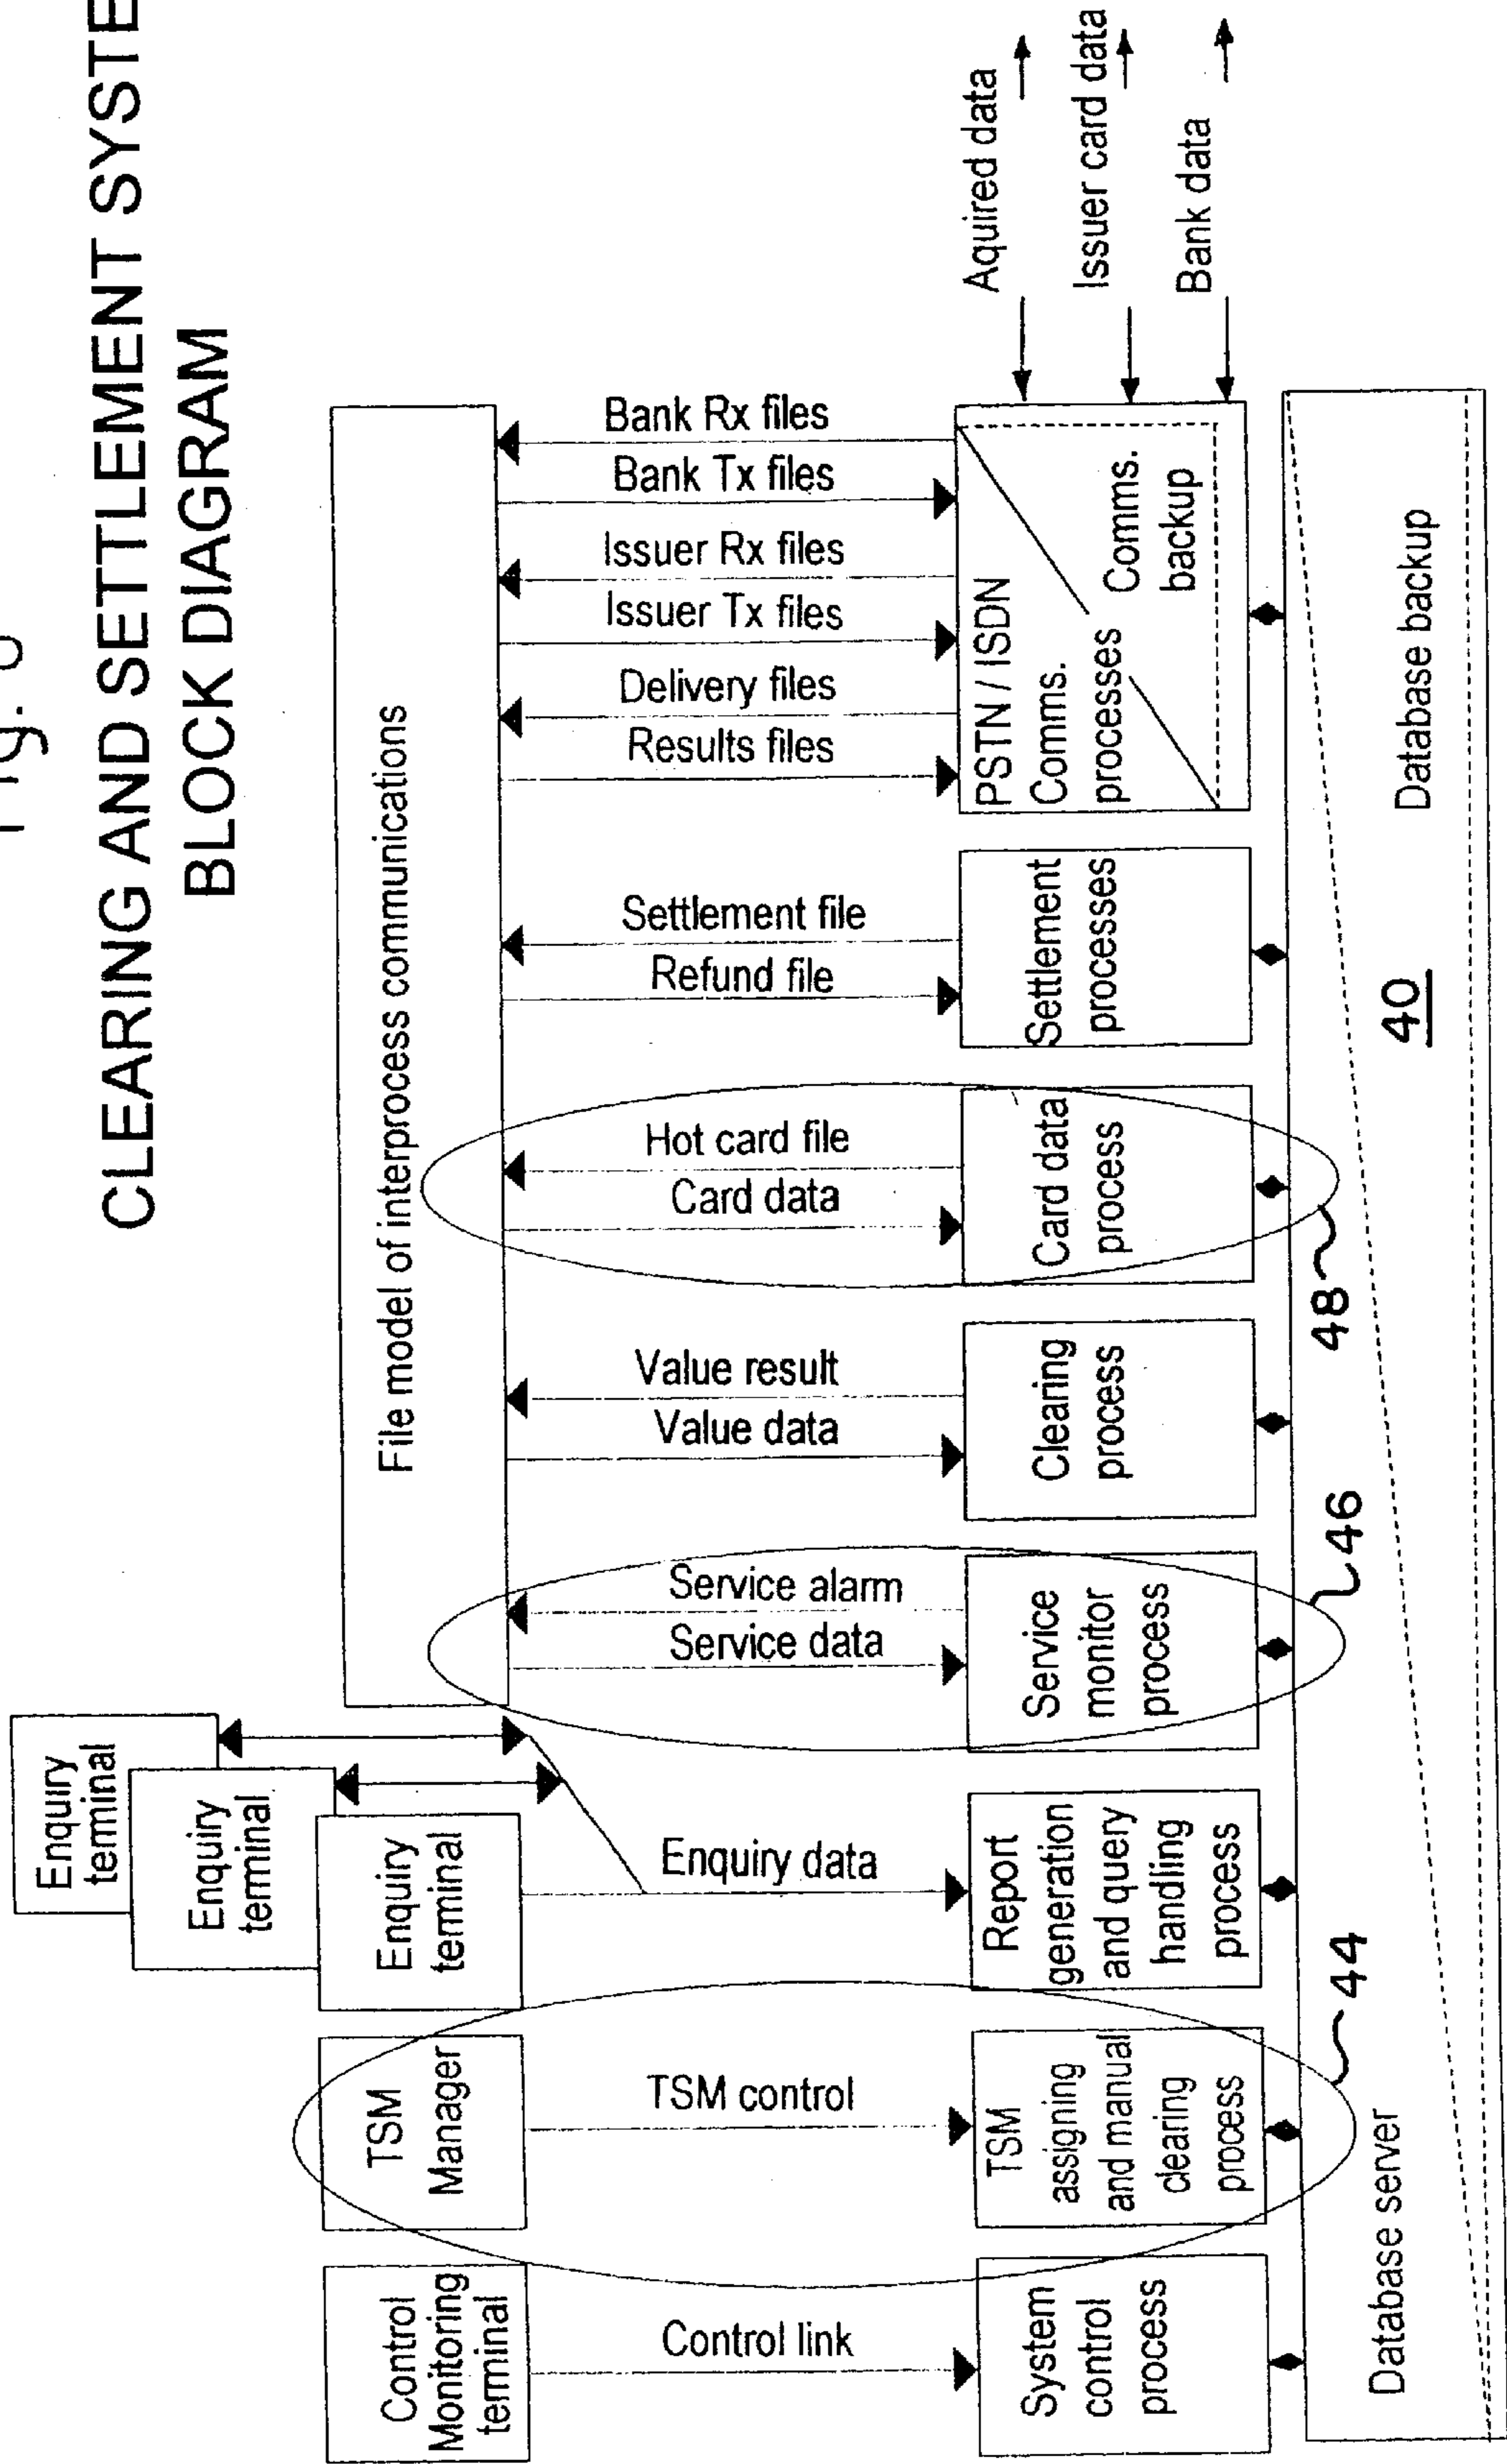 CLEARING AND SETTLEMENT SYSTE
BLOCK DIAGRAM
Enquiry
terminal
Enquiry
terminal
Enquiry
terminal
Control
Monitoring
terminal
TSM
Manager
File model of interprocess communications
Control link
TSM control
Enquiry data
Service alarm
Service data
Value result
Value data
Hot card file
Card data
Settlement file
Refund file
Bank Rx files
Bank Tx files
Issuer Rx files
Issuer Tx files
Delivery files
Results files
System
control
process
TSM
assigning
and manual
clearing
process
Report
generation
and query
handling
process
Service
monitor
process
Clearing
process
Card data
process
Settlement
processes
PSTN / ISDN
Comms.
processes
Comms.
backup
Aquired data
Issuer card data
Bank data
44
46
48
40
Database server
Database backup